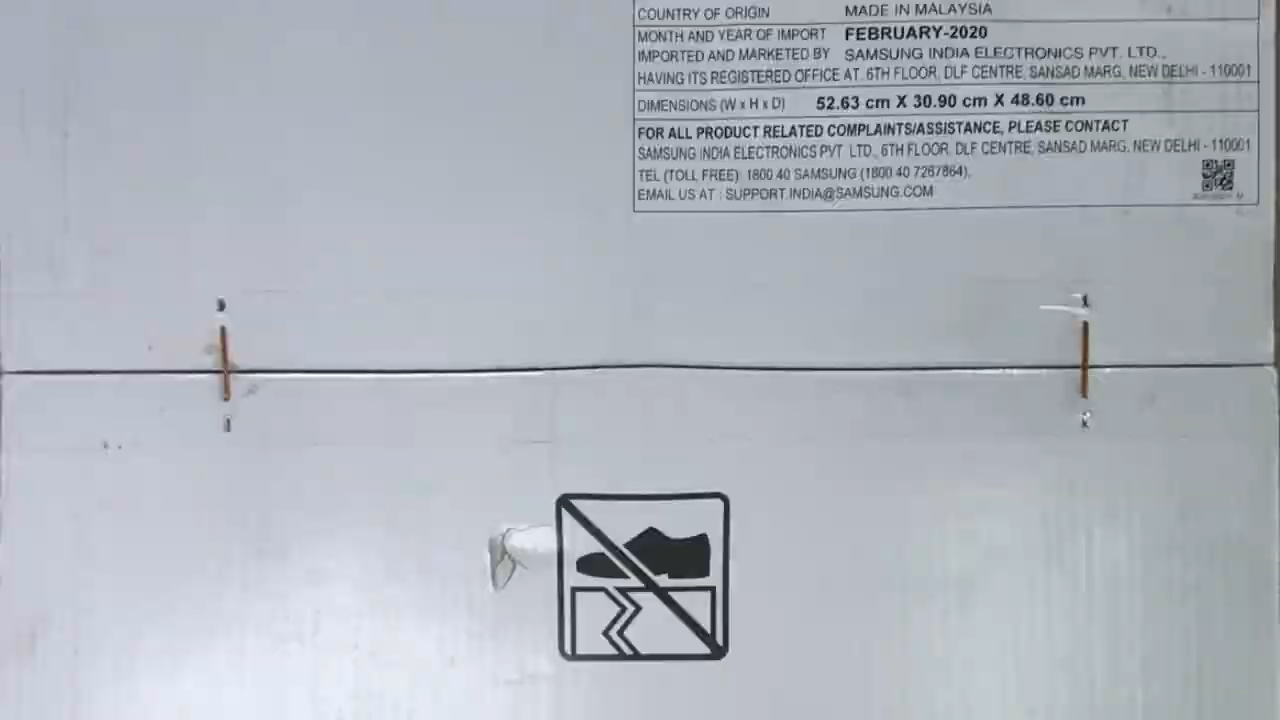 COUNTRY OF ORIGIN MADE IN MALAYSIA
MONTH AND YEAR OF IMPORT FEBRUARY-2020
IMPORTED AND MARKETED BY SAMSUNG INDIA ELECTRONICS PVT. LTD.,
HAVING ITS REGISTERED OFFICE AT. 6TH FLOOR, DLF CENTRE, SANSAD MARG, NEW DELHI - 110001
DIMENSIONS (W x H x D) 52.63 cm X 30.90 cm X 48.60 cm
FOR ALL PRODUCT RELATED COMPLAINTS/ASSISTANCE, PLEASE CONTACT
SAMSUNG INDIA ELECTRONICS PVT. LTD., 6TH FLOOR, DLF CENTRE, SANSAD MARG, NEW DELHI - 110001
TEL (TOLL FREE) 1800 40 SAMSUNG (1800 40 7267864),
EMAIL US AT : SUPPORT.INDIA@SAMSUNG.COM